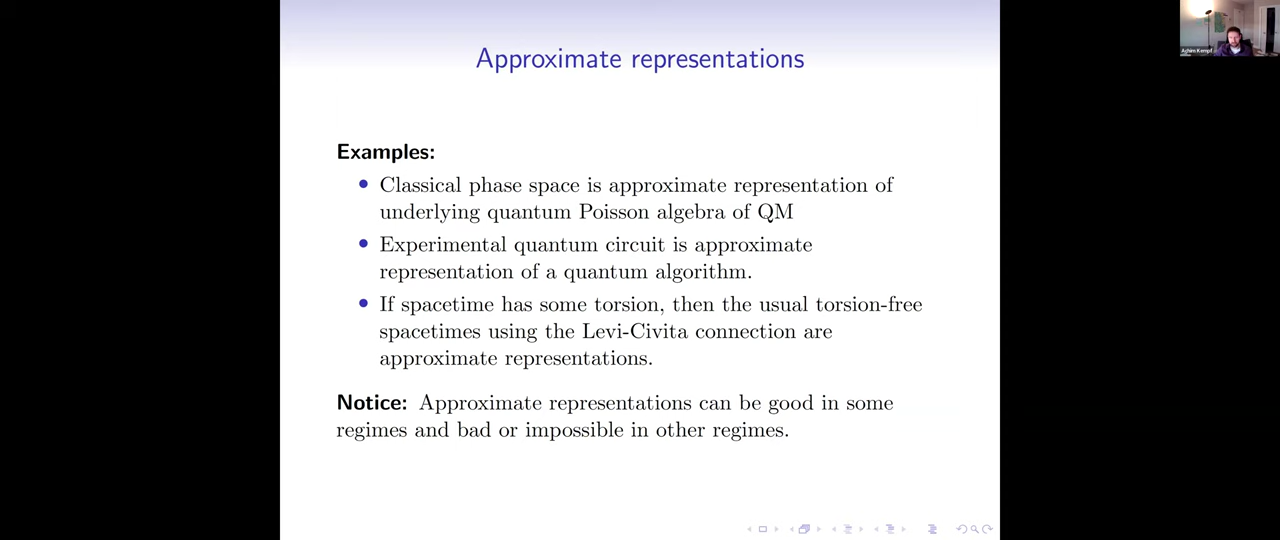 Approximate representations
Achim Kempf
Examples:
• Classical phase space is approximate representation of
underlying quantum Poisson algebra of QM
• Experimental quantum circuit is approximate
representation of a quantum algorithm.
• If spacetime has some torsion, then the usual torsion-free
spacetimes using the Levi-Civita connection are
approximate representations.
Notice: Approximate representations can be good in some
regimes and bad or impossible in other regimes.